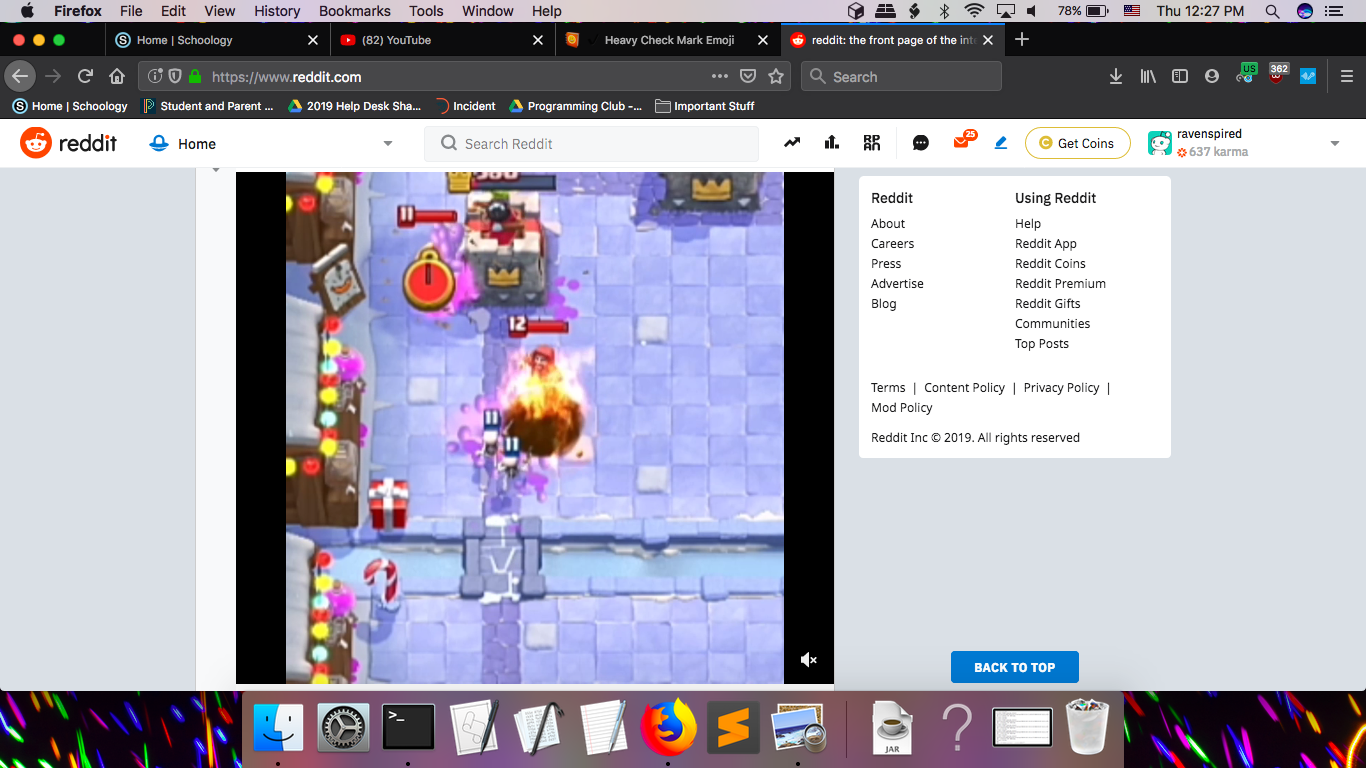 Firefox File Edit View History Bookmarks Tools Window Help 78% Thu 12:27 PM
Home | Schoology
(82) YouTube
Heavy Check Mark Emoji
reddit: the front page of the inte
https://www.reddit.com
Search
US
362
Home | Schoology
Student and Parent ...
2019 Help Desk Sha...
Incident
Programming Club -...
Important Stuff
reddit
Home
Search Reddit
25
C Get Coins
ravenspired
637 karma
11
12
11
11
Reddit
About
Careers
Press
Advertise
Blog
Using Reddit
Help
Reddit App
Reddit Coins
Reddit Premium
Reddit Gifts
Communities
Top Posts
Terms | Content Policy | Privacy Policy |
Mod Policy
Reddit Inc © 2019. All rights reserved
BACK TO TOP
>_
JAR